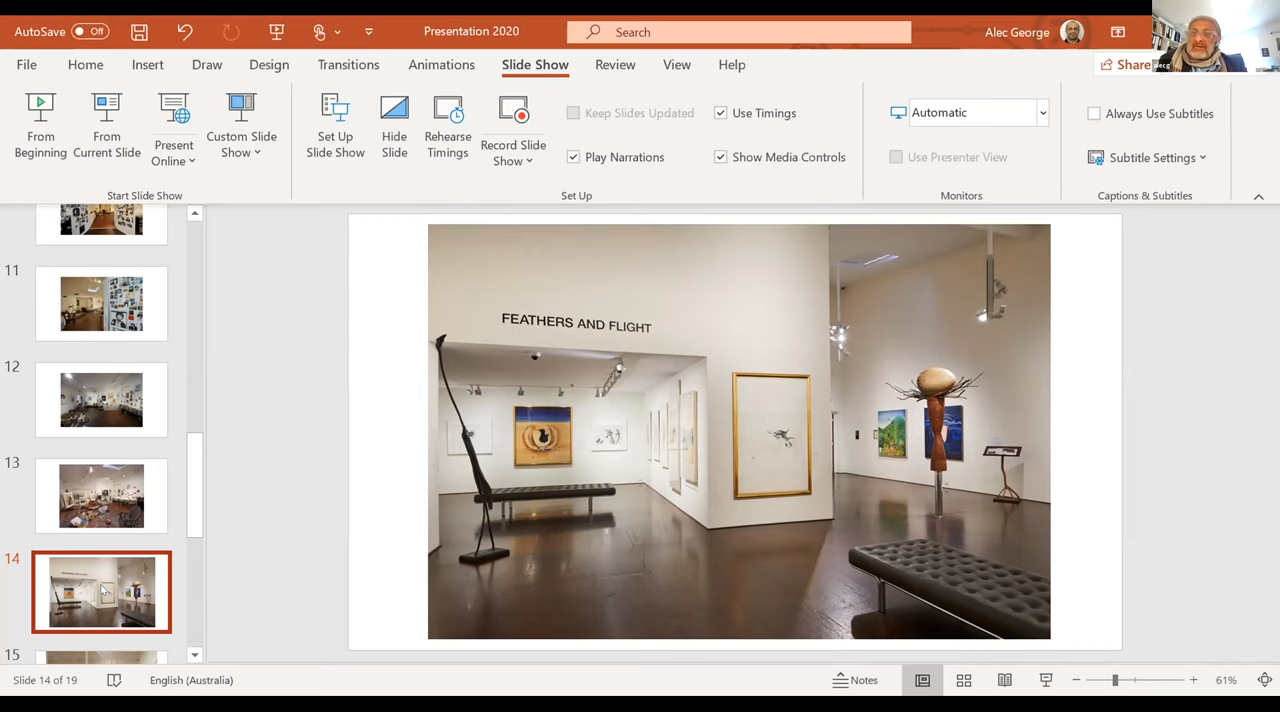 AutoSave Off Presentation 2020 Search Alec George
File Home Insert Draw Design Transitions Animations Slide Show Review View Help Share
From Beginning
From Current Slide
Present Online
Custom Slide Show
Start Slide Show
Set Up Slide Show
Hide Slide
Rehearse Timings
Record Slide Show
Keep Slides Updated
Play Narrations
Use Timings
Show Media Controls
Set Up
Automatic
Use Presenter View
Monitors
Always Use Subtitles
Subtitle Settings
Captions & Subtitles
11
12
13
14
15
FEATHERS AND FLIGHT
Slide 14 of 19 English (Australia) Notes 61%